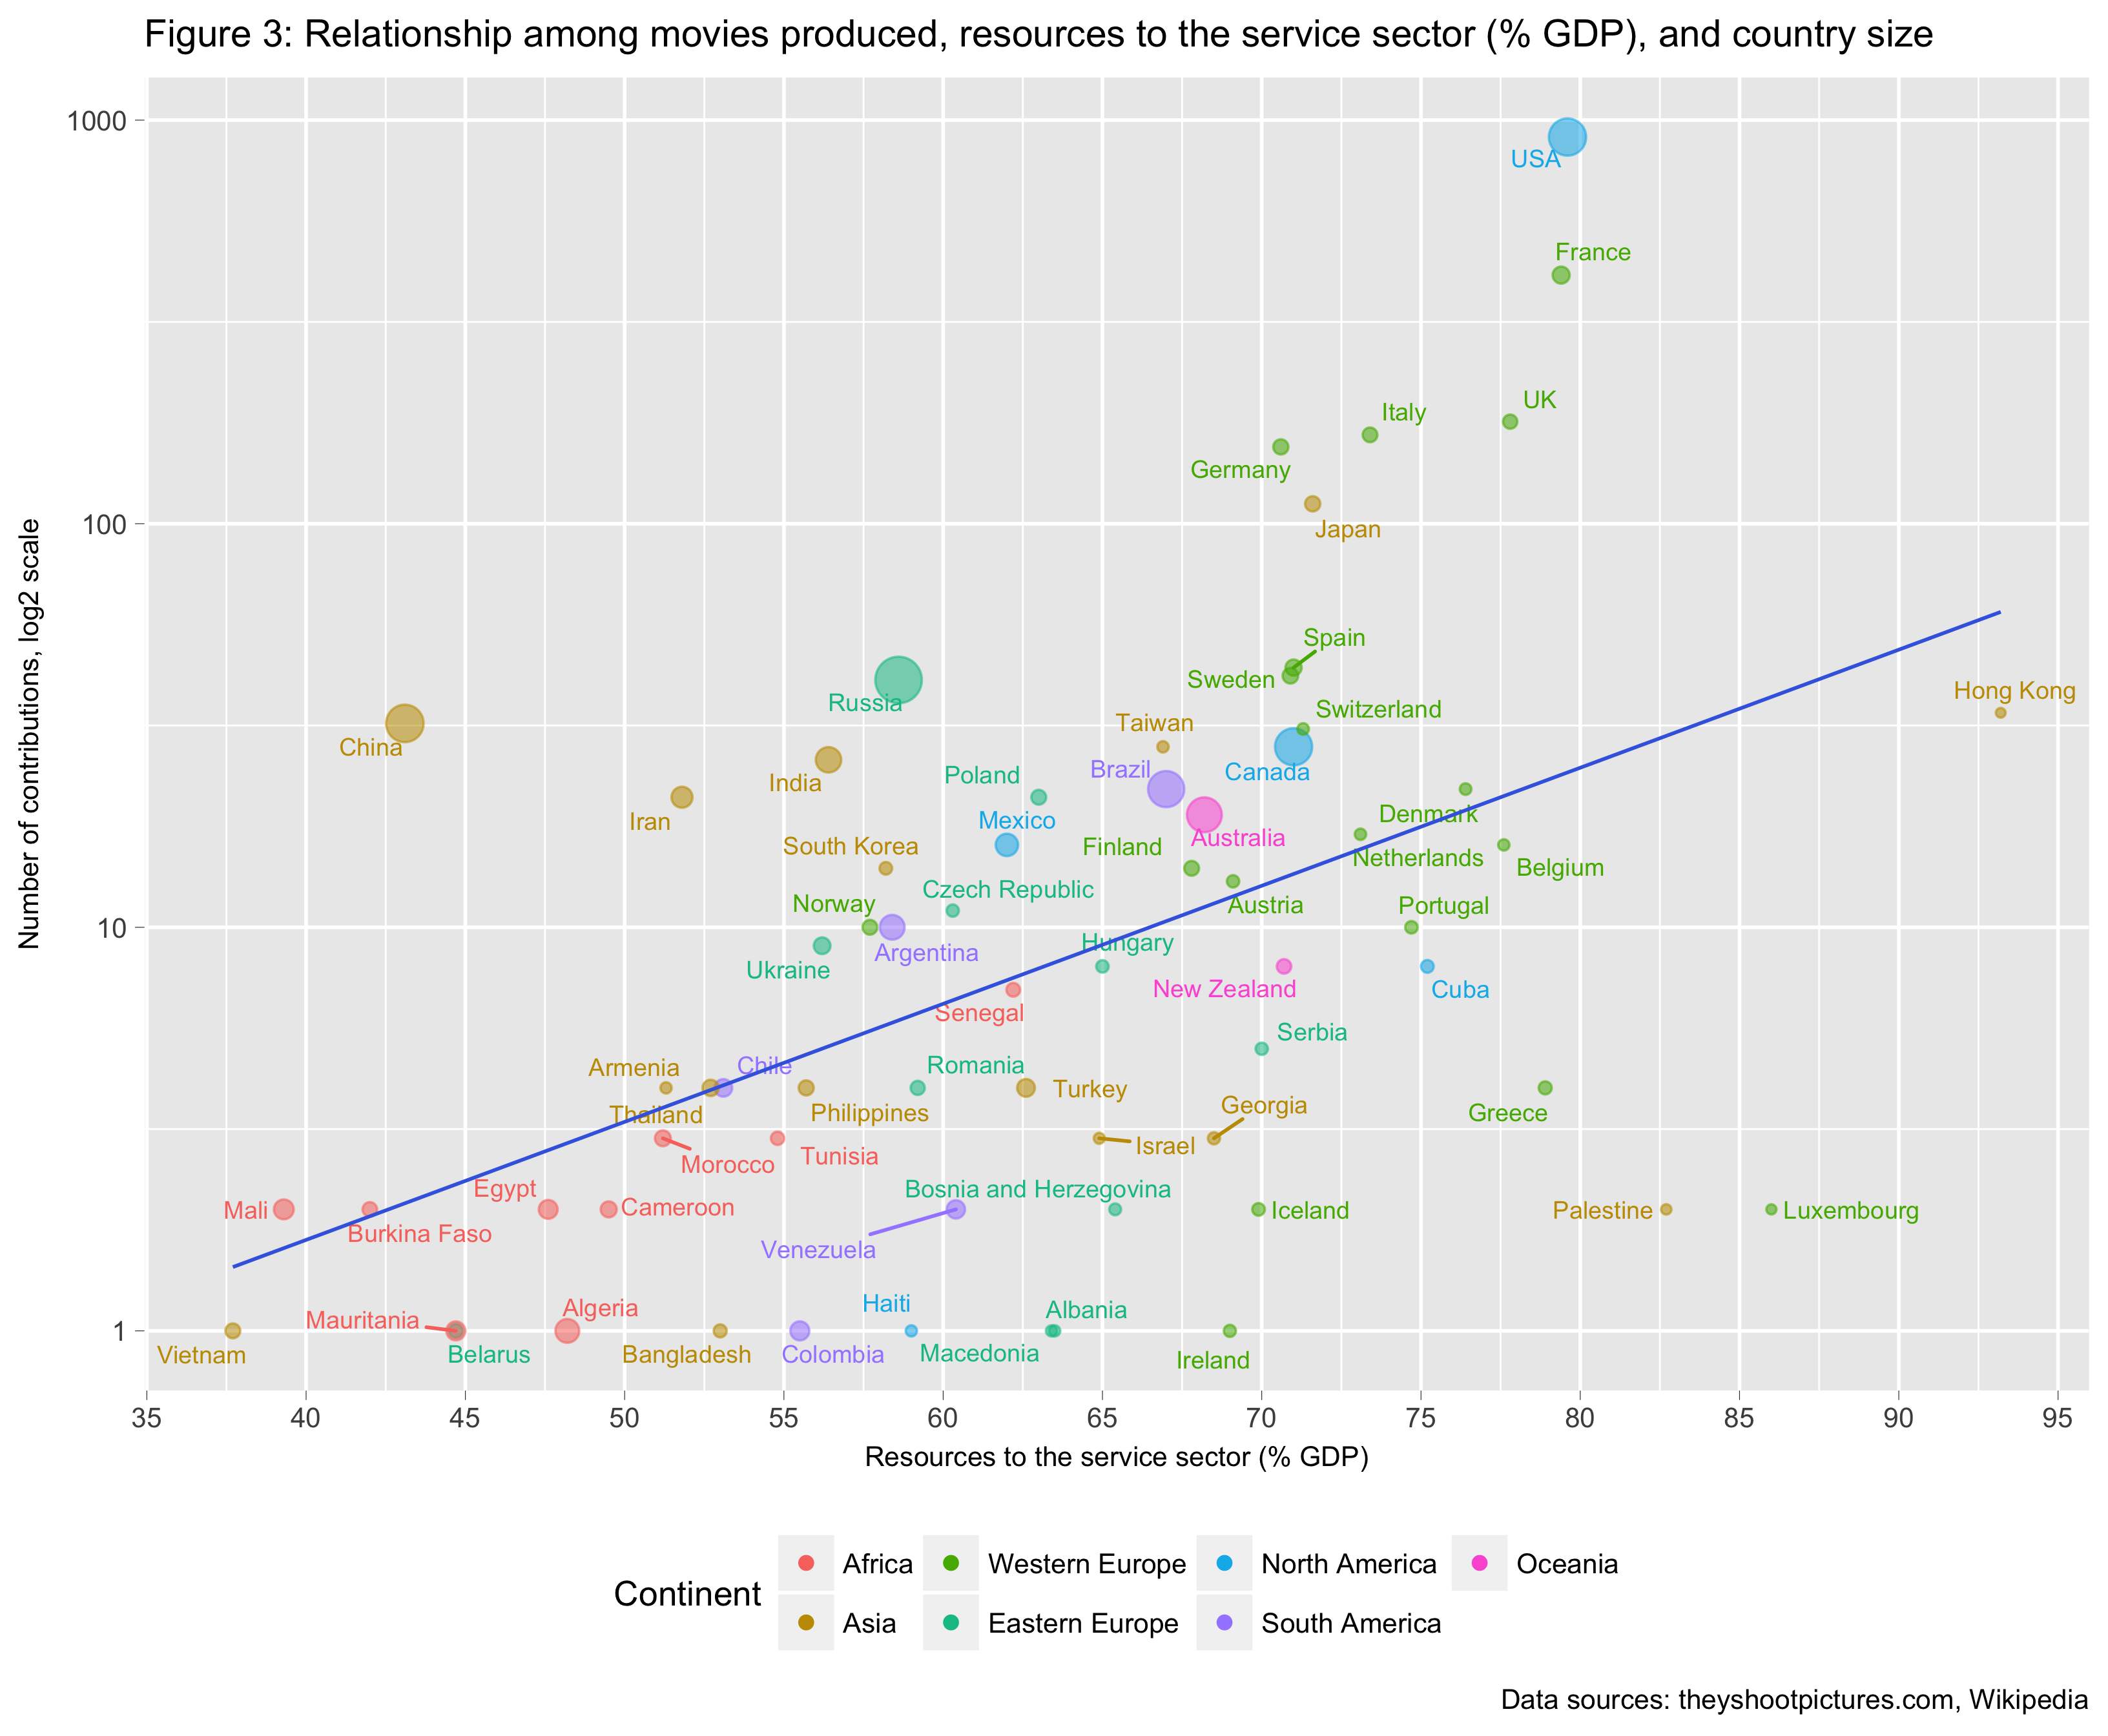 Figure 3: Relationship among movies produced, resources to the service sector (% GDP), and country size
Number of contributions, log2 scale
1000
100
10
1
USA
France
UK
Italy
Germany
Japan
Spain
Sweden
Hong Kong
Russia
Switzerland
Taiwan
China
Canada
Brazil
India
Poland
Denmark
Iran
Mexico
Australia
South Korea
Finland
Netherlands
Belgium
Czech Republic
Norway
Austria
Portugal
Argentina
Hungary
Ukraine
New Zealand
Cuba
Senegal
Serbia
Armenia
Chile
Romania
Turkey
Thailand
Philippines
Georgia
Greece
Israel
Morocco
Tunisia
Egypt
Bosnia and Herzegovina
Mali
Cameroon
Iceland
Palestine
Luxembourg
Burkina Faso
Venezuela
Haiti
Algeria
Albania
Mauritania
Vietnam
Belarus
Bangladesh
Colombia
Macedonia
Ireland
35 40 45 50 55 60 65 70 75 80 85 90 95
Resources to the service sector (% GDP)
Continent
Africa Western Europe North America Oceania
Asia Eastern Europe South America
Data sources: theyshootpictures.com, Wikipedia